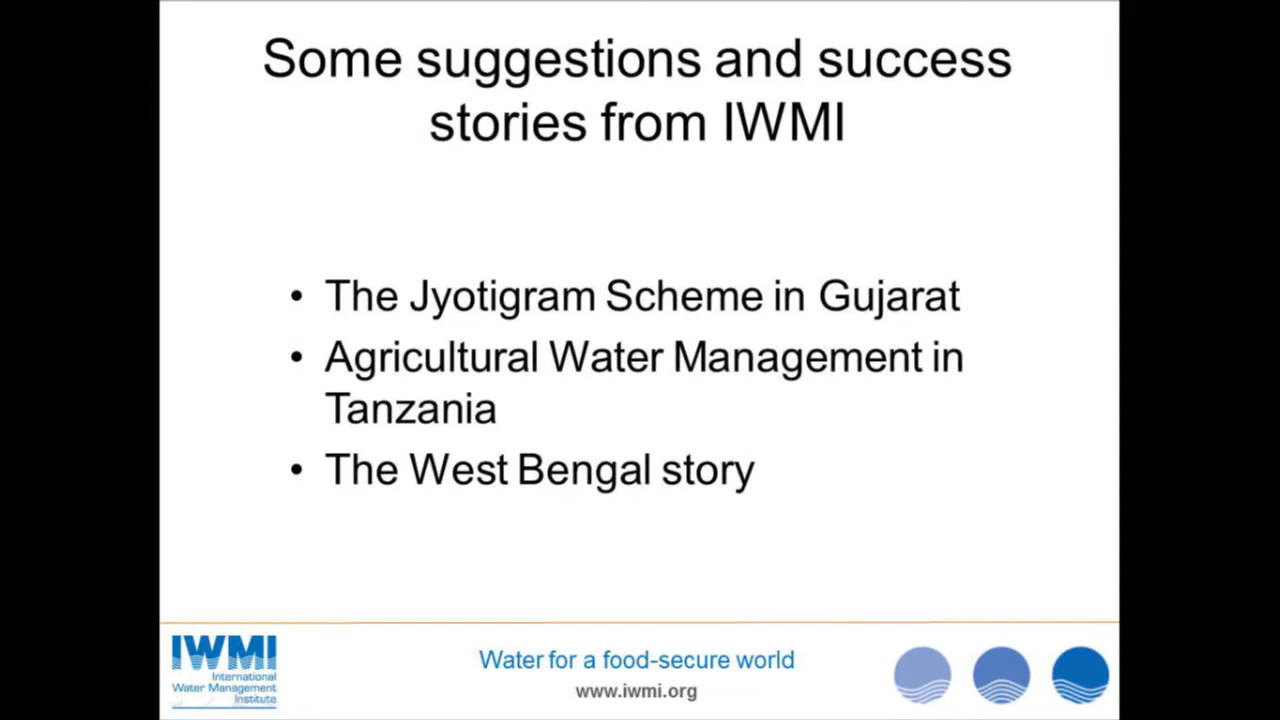 Some suggestions and success
stories from IWMI
• The Jyotigram Scheme in Gujarat
• Agricultural Water Management in
Tanzania
• The West Bengal story
IWMI
International
Water Management
Institute
Water for a food-secure world
www.iwmi.org